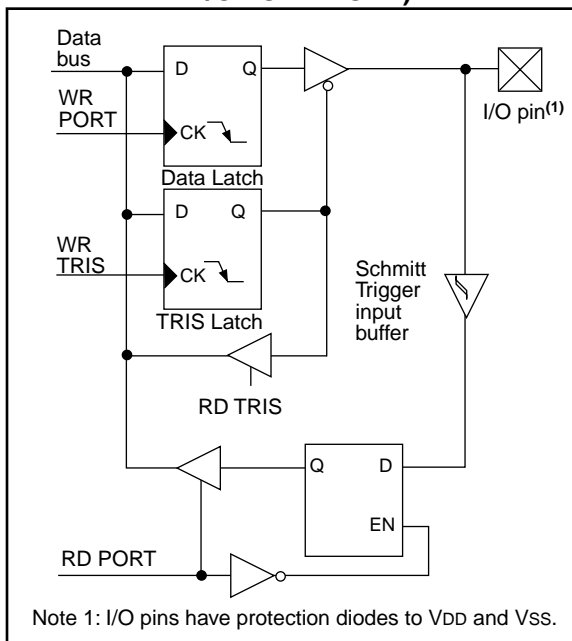 Data
bus
D Q
WR
PORT
CK
I/O pin(1)
Data Latch
D Q
WR
TRIS
CK
Schmitt
Trigger
input
buffer
TRIS Latch
RD TRIS
Q D
EN
RD PORT
Note 1: I/O pins have protection diodes to VDD and VSS.